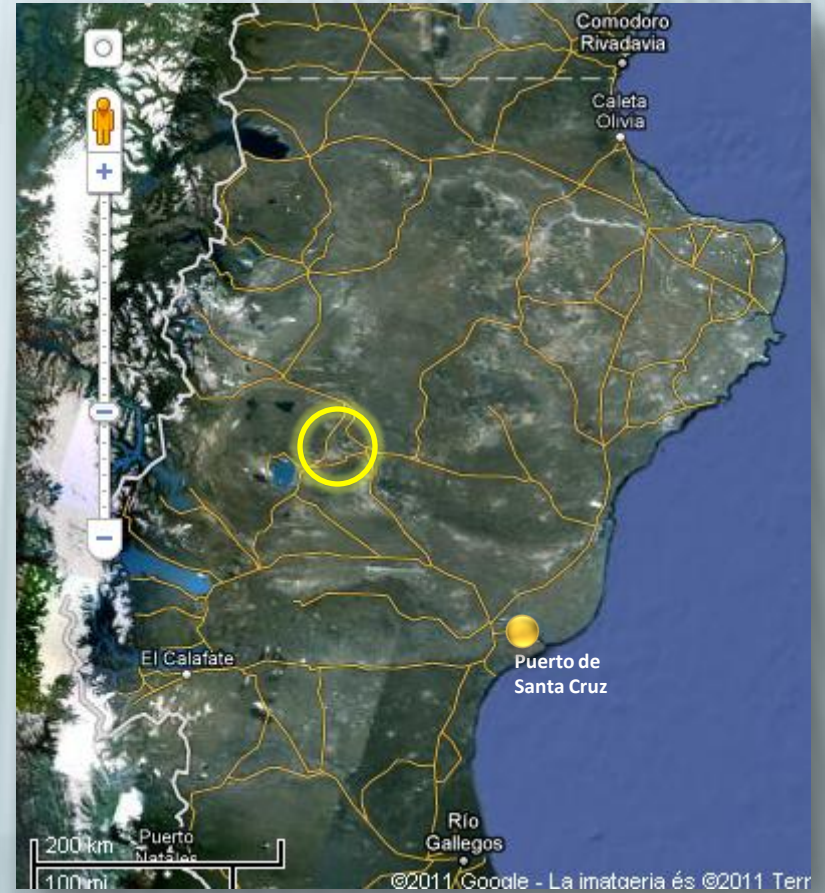 Comodoro
Rivadavia
Caleta
Olivia
Puerto de
Santa Cruz
El Calafate
Río
Gallegos
Puerto
Natales
200 km
100 mi
©2011 Google - La imatgeria és ©2011 Terr